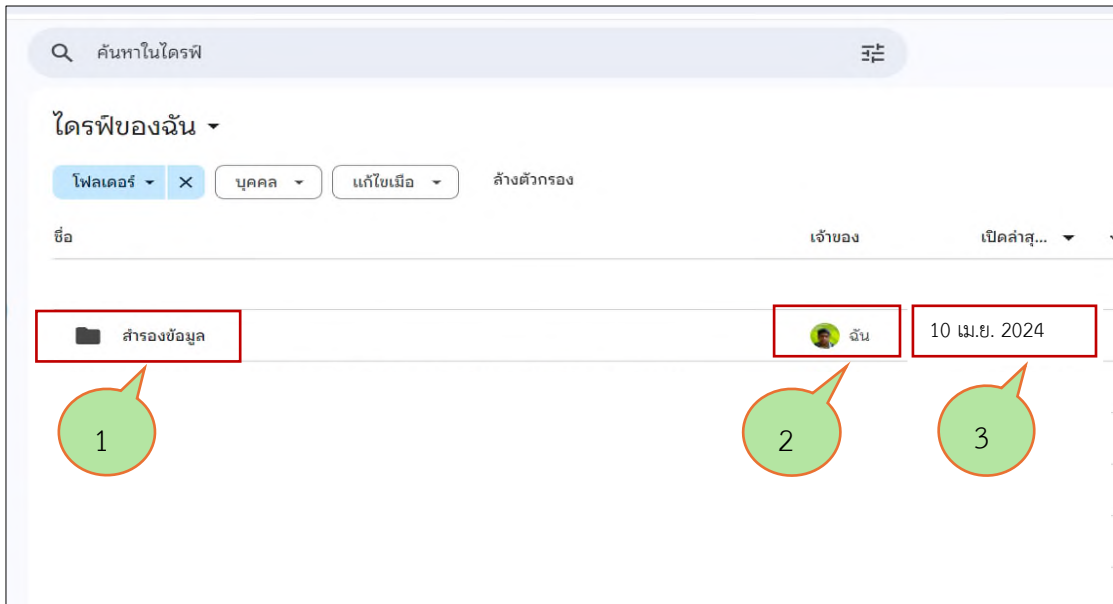 ค้นหาในไดรฟ์
ไดรฟ์ของฉัน
โฟลเดอร์ บุคคล แก้ไขเมื่อ ล้างตัวกรอง
ชื่อ เจ้าของ เปิดล่าสุ...
สำรองข้อมูล ฉัน 10 เม.ย. 2024
1 2 3